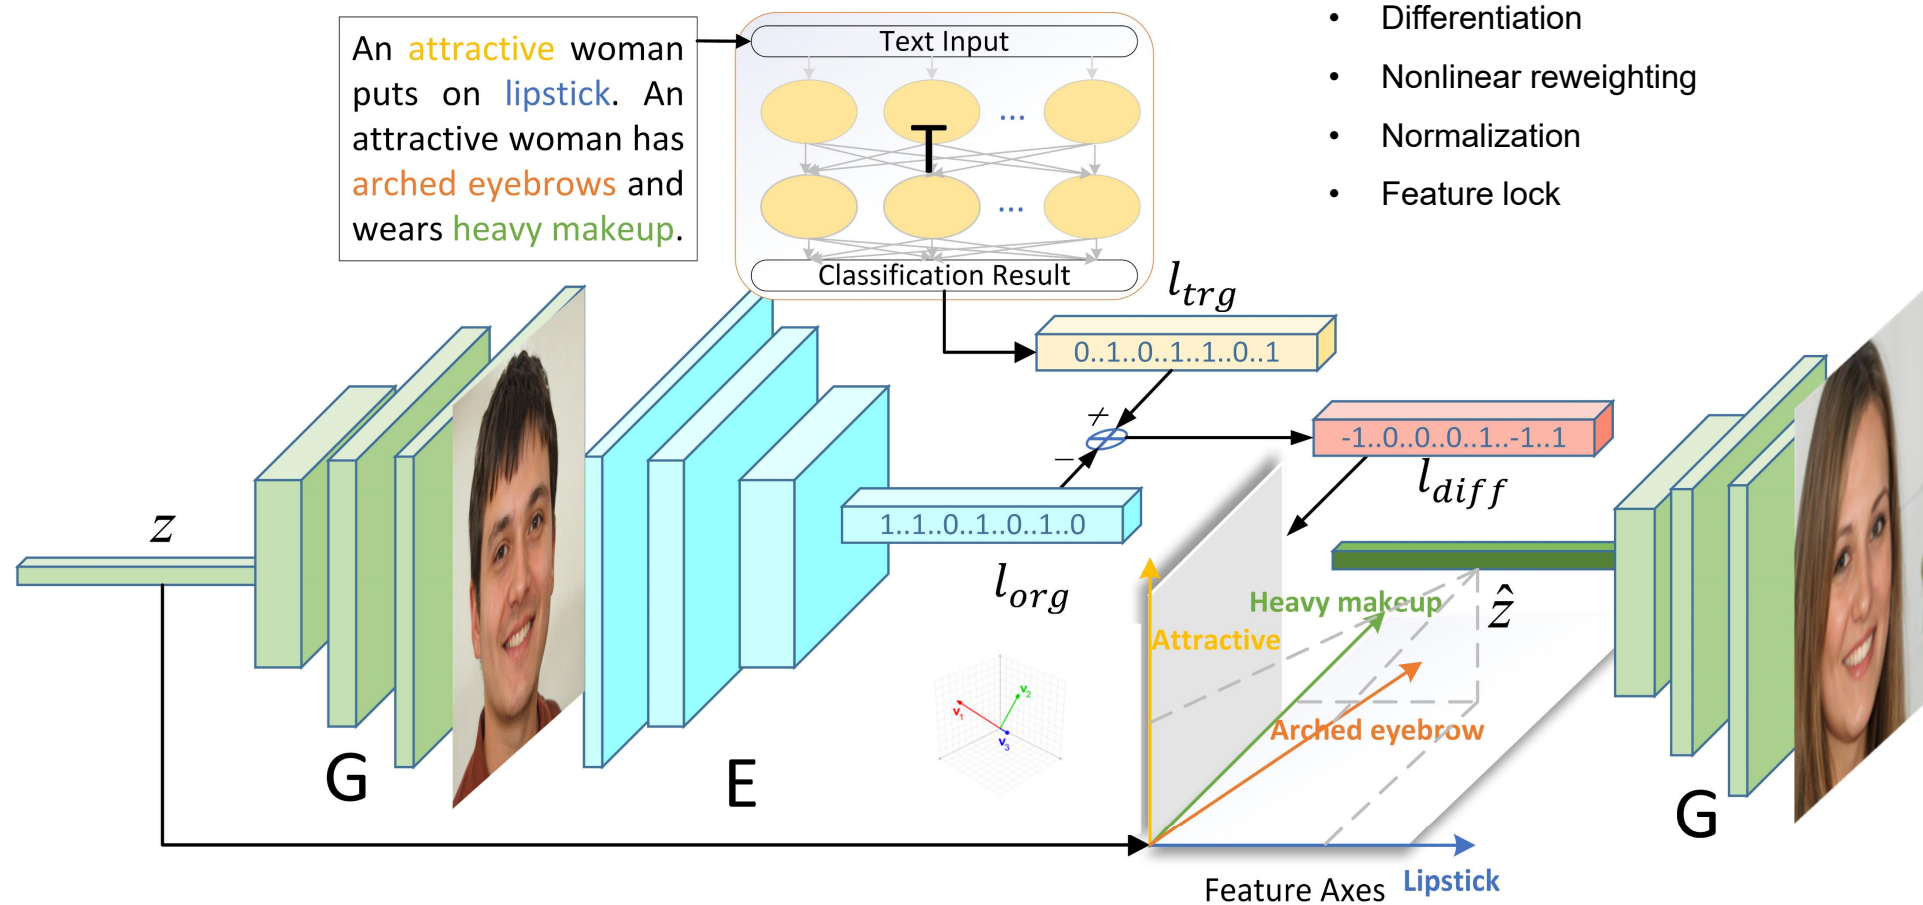 An attractive woman
puts on lipstick. An
attractive woman has
arched eyebrows and
wears heavy makeup.
Text Input
...
T
...
Classification Result
• Differentiation
• Nonlinear reweighting
• Normalization
• Feature lock
l_trg
0..1..0..1..1..0..1
+
−
-1..0..0..0..1..-1..1
l_diff
1..1..0..1..0..1..0
l_org
z
G
E
v₁
v₂
v₃
Heavy makeup
Attractive
Arched eyebrow
ẑ
G
Feature Axes
Lipstick